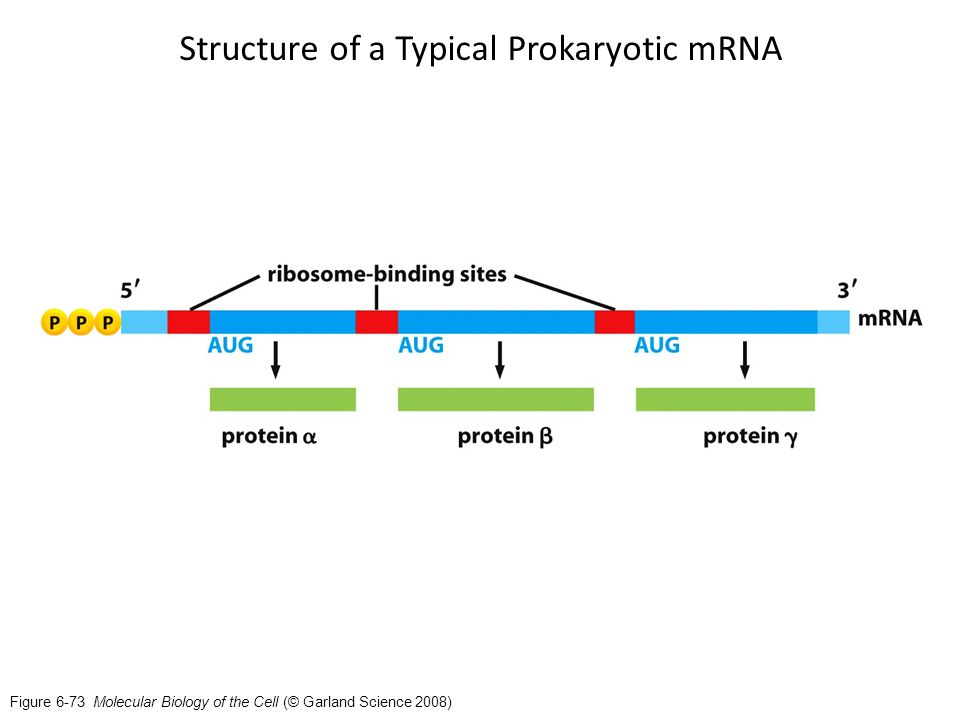 Structure of a Typical Prokaryotic mRNA
ribosome-binding sites
5′ 3′
P P P mRNA
AUG AUG AUG
protein α protein β protein γ
Figure 6-73 Molecular Biology of the Cell (© Garland Science 2008)